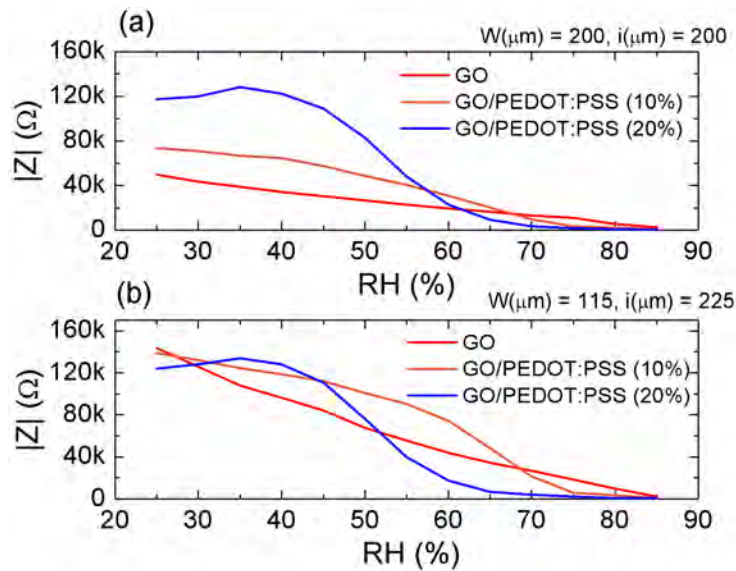 (a)
W(μm) = 200, i(μm) = 200
160k
120k
80k
40k
0
|Z| (Ω)
GO
GO/PEDOT:PSS (10%)
GO/PEDOT:PSS (20%)
20 30 40 50 60 70 80 90
RH (%)
(b)
W(μm) = 115, i(μm) = 225
160k
120k
80k
40k
0
|Z| (Ω)
GO
GO/PEDOT:PSS (10%)
GO/PEDOT:PSS (20%)
20 30 40 50 60 70 80 90
RH (%)